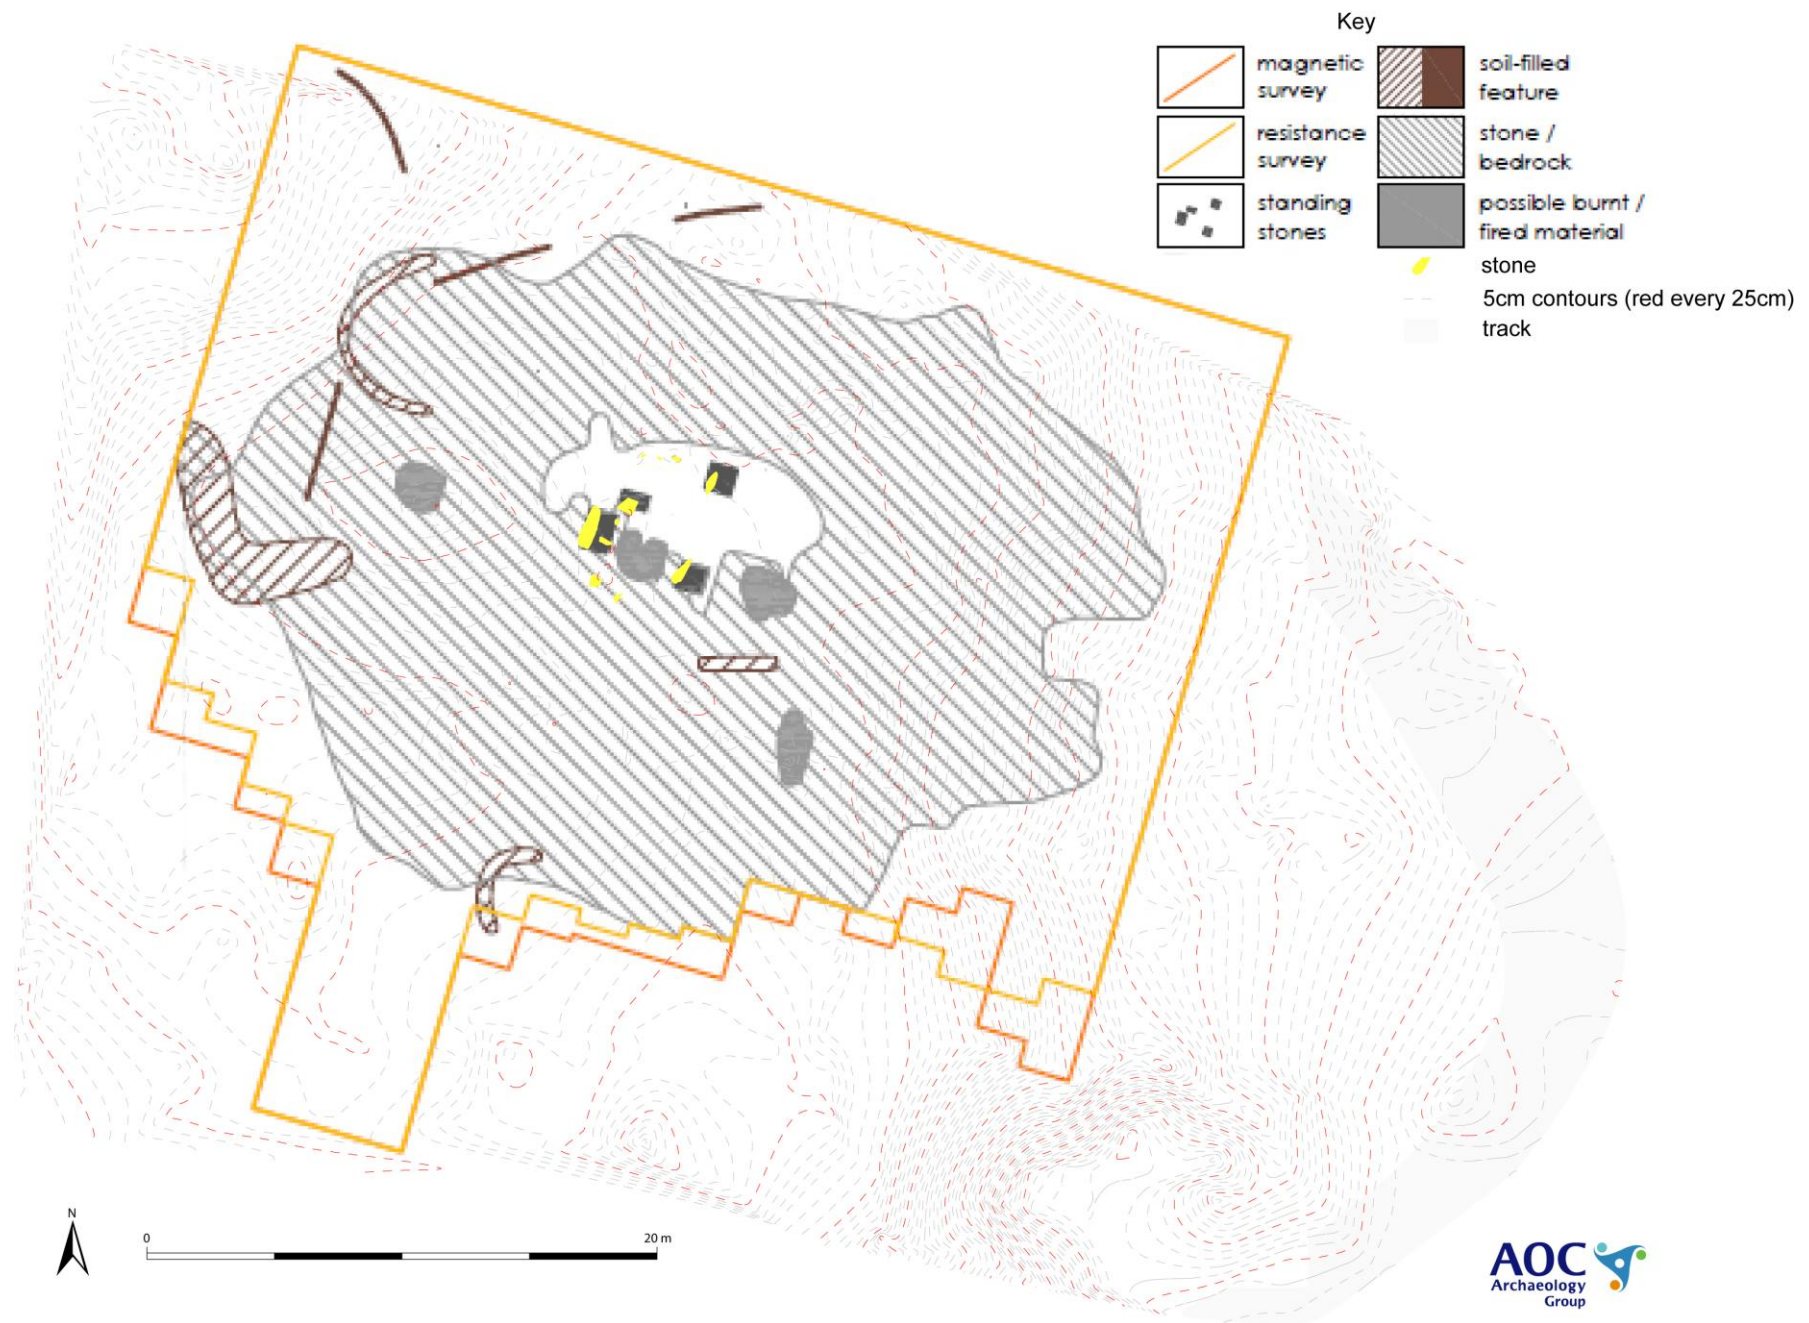 Key
magnetic
survey
soil-filled
feature
resistance
survey
stone /
bedrock
standing
stones
possible burnt /
fired material
stone
5cm contours (red every 25cm)
track
N
0
20 m
AOC
Archaeology
Group